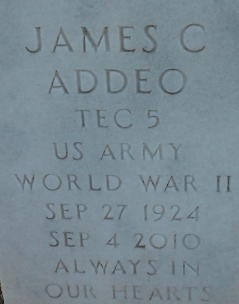 JAMES C
ADDEO
TEC 5
US ARMY
WORLD WAR II
SEP 27 1924
SEP 4 2010
ALWAYS IN
OUR HEARTS